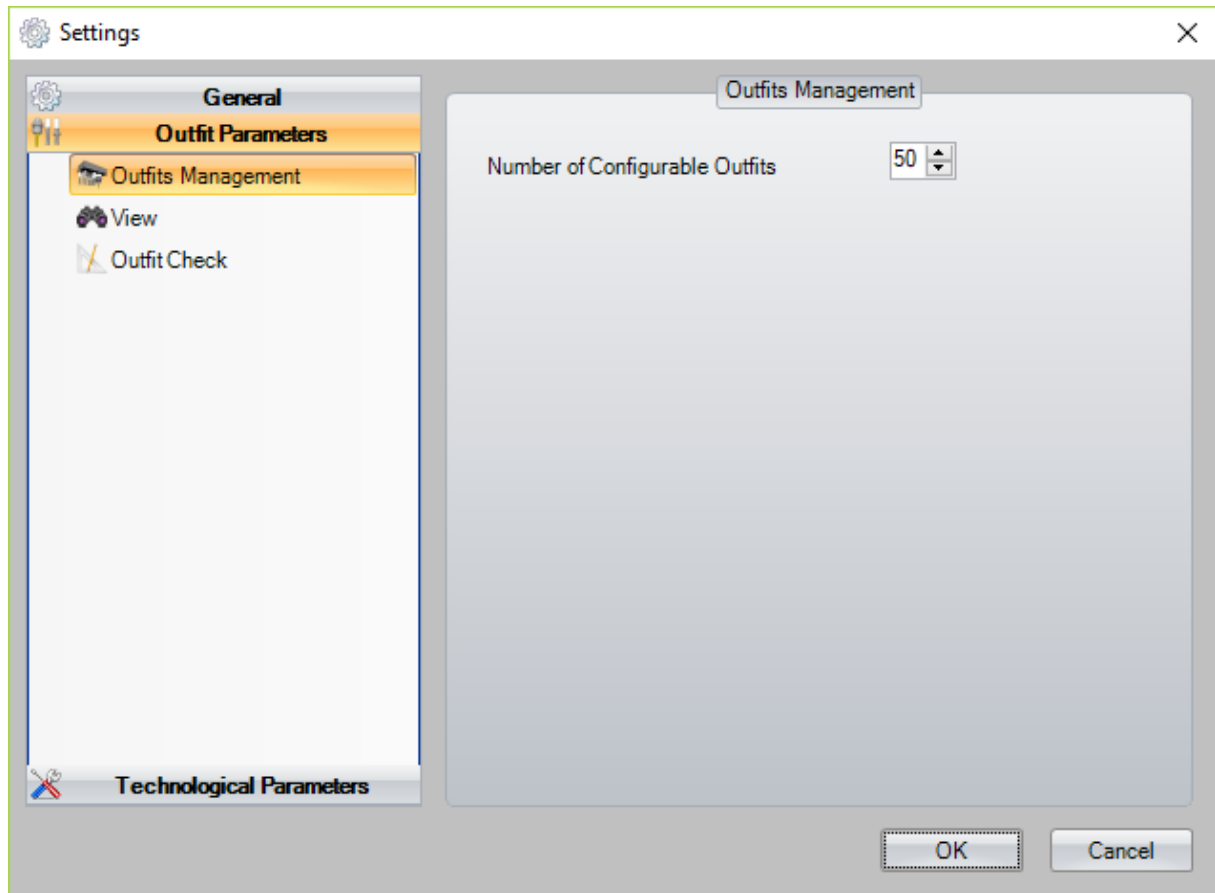 Settings
General
Outfit Parameters
Outfits Management
View
Outfit Check
Technological Parameters
Outfits Management
Number of Configurable Outfits 50
OK Cancel